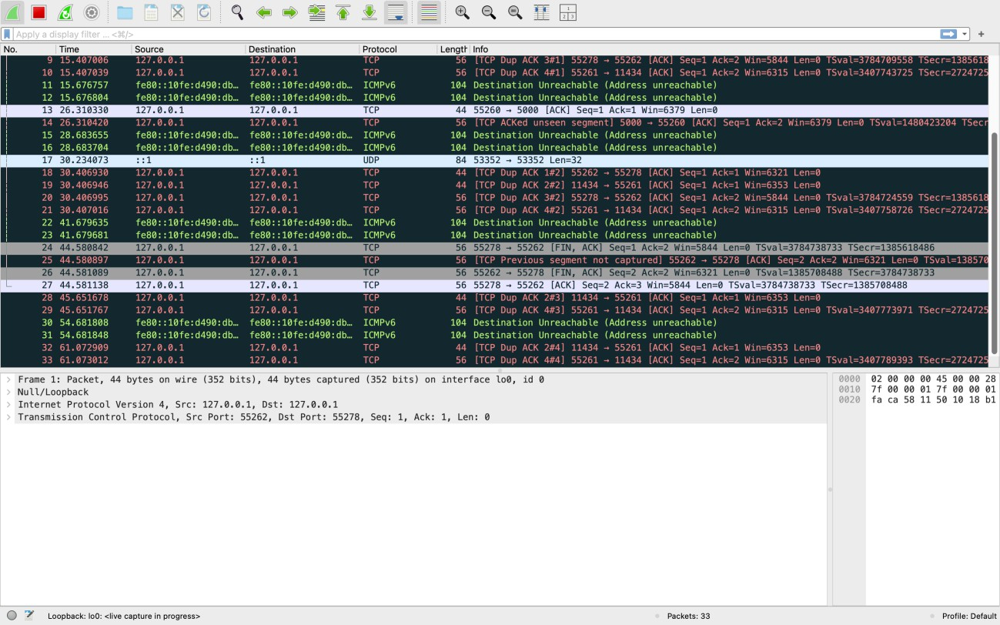 Apply a display filter ... <⌘/>
+
No. Time Source Destination Protocol Length Info
9 15.407006 127.0.0.1 127.0.0.1 TCP 56 [TCP Dup ACK 3#1] 55278 → 55262 [ACK] Seq=1 Ack=2 Win=5844 Len=0 TSval=3784709558 TSecr=1385618
10 15.407039 127.0.0.1 127.0.0.1 TCP 56 [TCP Dup ACK 4#1] 55261 → 11434 [ACK] Seq=1 Ack=2 Win=6315 Len=0 TSval=3407743725 TSecr=2724725
11 15.676757 fe80::10fe:d490:db… fe80::10fe:d490:db… ICMPv6 104 Destination Unreachable (Address unreachable)
12 15.676804 fe80::10fe:d490:db… fe80::10fe:d490:db… ICMPv6 104 Destination Unreachable (Address unreachable)
13 26.310330 127.0.0.1 127.0.0.1 TCP 44 55260 → 5000 [ACK] Seq=1 Ack=1 Win=6379 Len=0
14 26.310420 127.0.0.1 127.0.0.1 TCP 56 [TCP ACKed unseen segment] 5000 → 55260 [ACK] Seq=1 Ack=2 Win=6379 Len=0 TSval=1480423204 TSecr
15 28.683655 fe80::10fe:d490:db… fe80::10fe:d490:db… ICMPv6 104 Destination Unreachable (Address unreachable)
16 28.683704 fe80::10fe:d490:db… fe80::10fe:d490:db… ICMPv6 104 Destination Unreachable (Address unreachable)
17 30.234073 ::1 ::1 UDP 84 53352 → 53352 Len=32
18 30.406930 127.0.0.1 127.0.0.1 TCP 44 [TCP Dup ACK 1#2] 55262 → 55278 [ACK] Seq=1 Ack=1 Win=6321 Len=0
19 30.406946 127.0.0.1 127.0.0.1 TCP 44 [TCP Dup ACK 2#2] 11434 → 55261 [ACK] Seq=1 Ack=1 Win=6353 Len=0
20 30.406995 127.0.0.1 127.0.0.1 TCP 56 [TCP Dup ACK 3#2] 55278 → 55262 [ACK] Seq=1 Ack=2 Win=5844 Len=0 TSval=3784724559 TSecr=1385618
21 30.407016 127.0.0.1 127.0.0.1 TCP 56 [TCP Dup ACK 4#2] 55261 → 11434 [ACK] Seq=1 Ack=2 Win=6315 Len=0 TSval=3407758726 TSecr=2724725
22 41.679635 fe80::10fe:d490:db… fe80::10fe:d490:db… ICMPv6 104 Destination Unreachable (Address unreachable)
23 41.679681 fe80::10fe:d490:db… fe80::10fe:d490:db… ICMPv6 104 Destination Unreachable (Address unreachable)
24 44.580842 127.0.0.1 127.0.0.1 TCP 56 55278 → 55262 [FIN, ACK] Seq=1 Ack=2 Win=5844 Len=0 TSval=3784738733 TSecr=1385618486
25 44.580897 127.0.0.1 127.0.0.1 TCP 56 [TCP Previous segment not captured] 55262 → 55278 [ACK] Seq=2 Ack=2 Win=6321 Len=0 TSval=138570
26 44.581089 127.0.0.1 127.0.0.1 TCP 56 55262 → 55278 [FIN, ACK] Seq=2 Ack=2 Win=6321 Len=0 TSval=1385708488 TSecr=3784738733
27 44.581138 127.0.0.1 127.0.0.1 TCP 56 55278 → 55262 [ACK] Seq=2 Ack=3 Win=5844 Len=0 TSval=3784738733 TSecr=1385708488
28 45.651678 127.0.0.1 127.0.0.1 TCP 44 [TCP Dup ACK 2#3] 11434 → 55261 [ACK] Seq=1 Ack=1 Win=6353 Len=0
29 45.651767 127.0.0.1 127.0.0.1 TCP 56 [TCP Dup ACK 4#3] 55261 → 11434 [ACK] Seq=1 Ack=2 Win=6315 Len=0 TSval=3407773971 TSecr=2724725
30 54.681808 fe80::10fe:d490:db… fe80::10fe:d490:db… ICMPv6 104 Destination Unreachable (Address unreachable)
31 54.681848 fe80::10fe:d490:db… fe80::10fe:d490:db… ICMPv6 104 Destination Unreachable (Address unreachable)
32 61.072909 127.0.0.1 127.0.0.1 TCP 44 [TCP Dup ACK 2#4] 11434 → 55261 [ACK] Seq=1 Ack=1 Win=6353 Len=0
33 61.073012 127.0.0.1 127.0.0.1 TCP 56 [TCP Dup ACK 4#4] 55261 → 11434 [ACK] Seq=1 Ack=2 Win=6315 Len=0 TSval=3407789393 TSecr=2724725
Frame 1: Packet, 44 bytes on wire (352 bits), 44 bytes captured (352 bits) on interface lo0, id 0
Null/Loopback
Internet Protocol Version 4, Src: 127.0.0.1, Dst: 127.0.0.1
Transmission Control Protocol, Src Port: 55262, Dst Port: 55278, Seq: 1, Ack: 1, Len: 0
0000 02 00 00 00 45 00 00 28
0010 7f 00 00 01 7f 00 00 01
0020 fa ca 58 11 50 10 18 b1
Loopback: lo0: <live capture in progress>
Packets: 33
Profile: Default